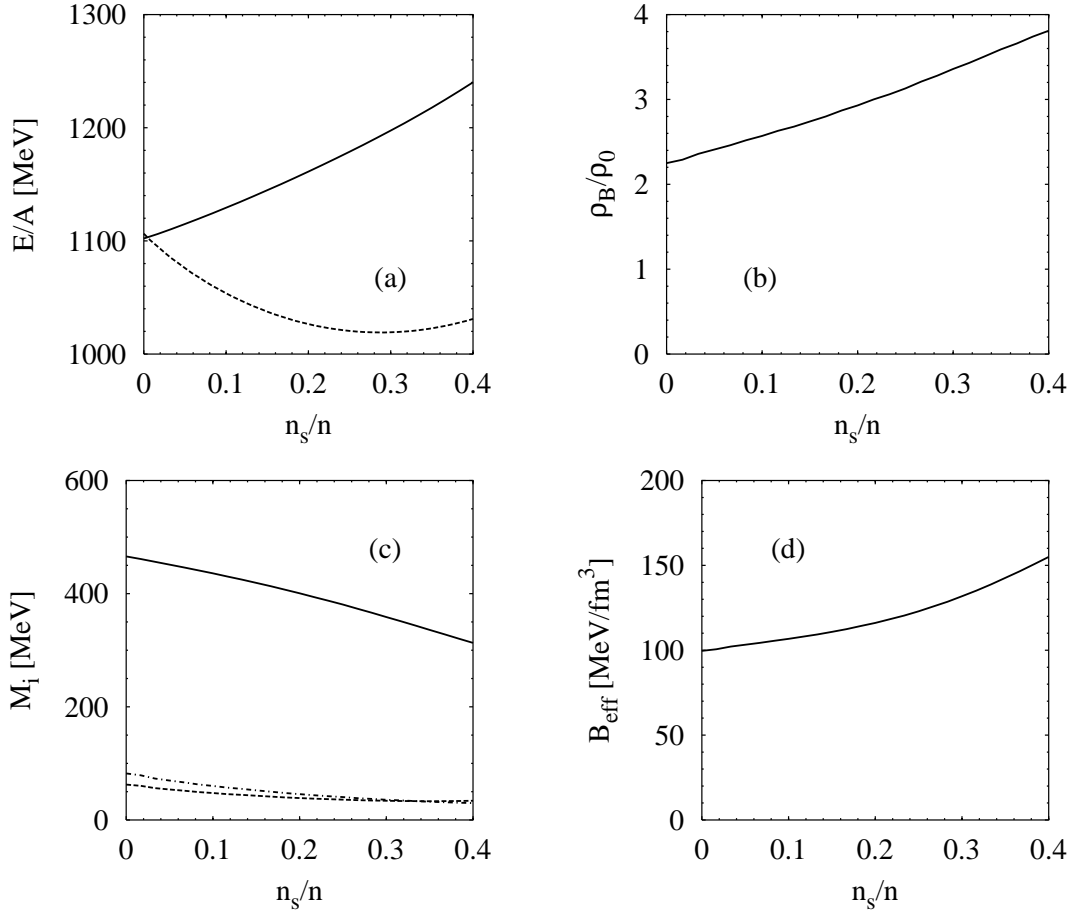 1300
1200
1100
1000
E/A [MeV]
(a)
0 0.1 0.2 0.3 0.4
n_s/n
4
3
2
1
0
ρ_B/ρ_0
(b)
0 0.1 0.2 0.3 0.4
n_s/n
600
400
200
0
M_i [MeV]
(c)
0 0.1 0.2 0.3 0.4
n_s/n
200
150
100
50
0
B_eff [MeV/fm^3]
(d)
0 0.1 0.2 0.3 0.4
n_s/n